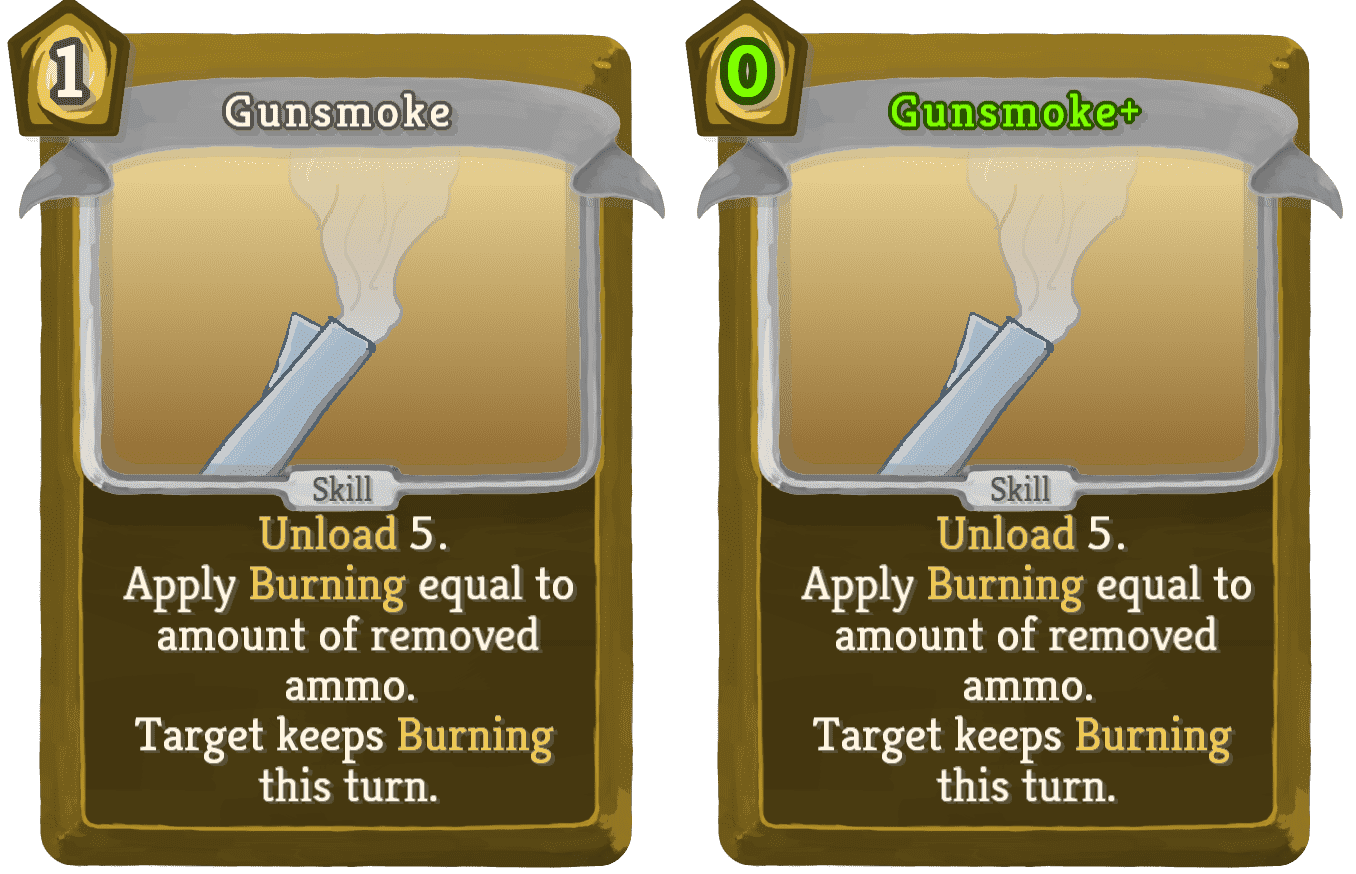 1
Gunsmoke
Skill
Unload 5.
Apply Burning equal to
amount of removed
ammo.
Target keeps Burning
this turn.
0
Gunsmoke+
Skill
Unload 5.
Apply Burning equal to
amount of removed
ammo.
Target keeps Burning
this turn.